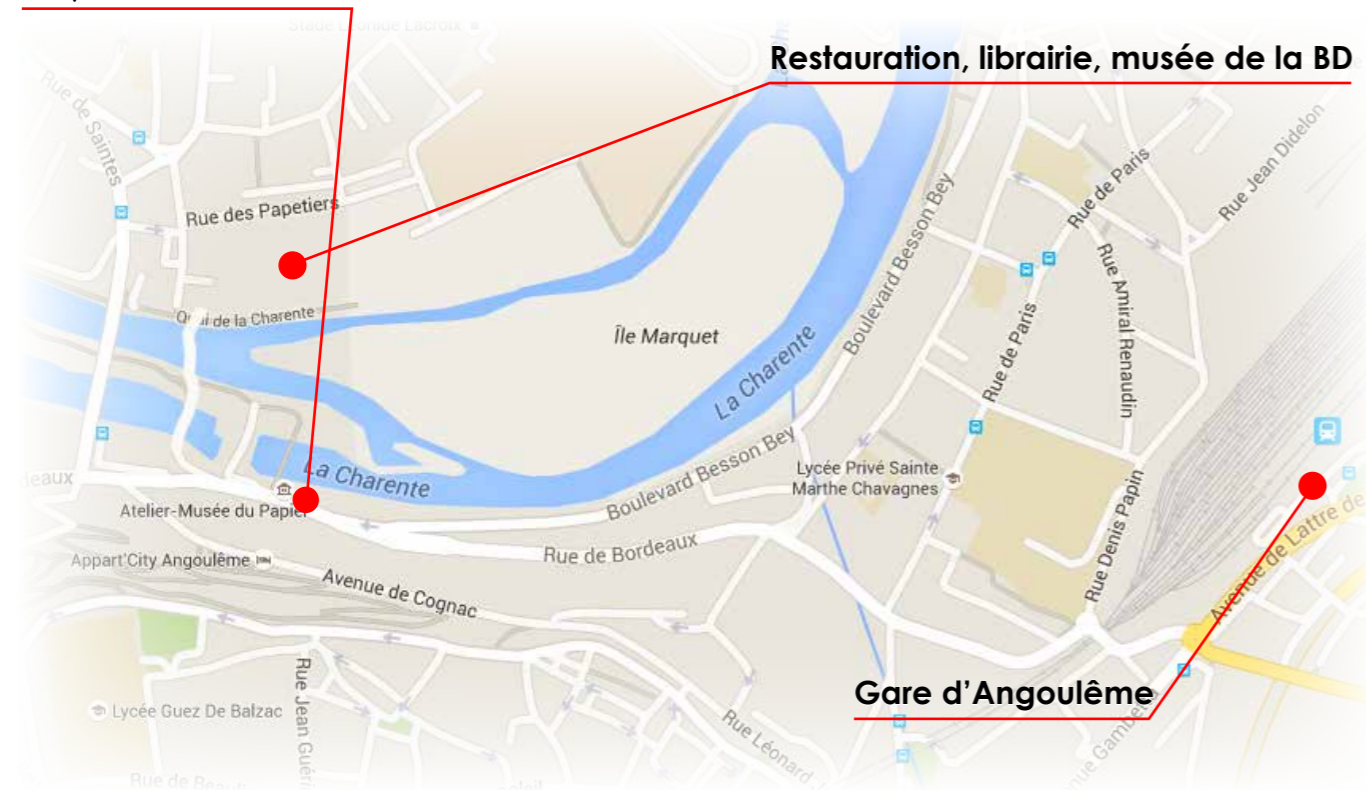 Stade Léonide Lacroix
Restauration, librairie, musée de la BD
Rue de Saintes
Rue des Papetiers
Rue de Paris
Rue Jean Didelon
Boulevard Besson Bey
Rue Amiral Renaudin
Quai de la Charente
Île Marquet
La Charente
Rue de Paris
La Charente
Boulevard Besson Bey
Lycée Privé Sainte
Marthe Chavagnes
Atelier-Musée du Papier
Rue de Bordeaux
Rue Denis Papin
Avenue de Lattre de
Appart'City Angoulême
Avenue de Cognac
Rue Jean Guérin
Gare d’Angoulême
Lycée Guez De Balzac
Rue Léonard
Gambetta